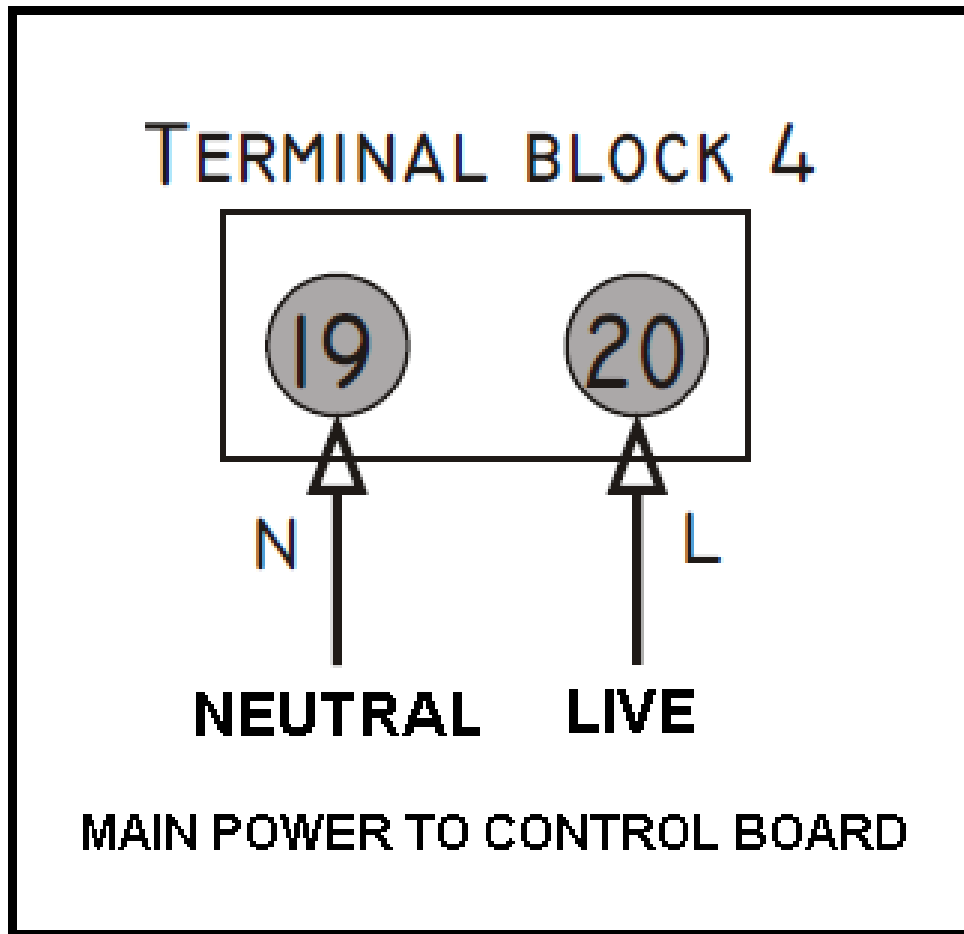 TERMINAL BLOCK 4
19 20
N L
NEUTRAL LIVE
MAIN POWER TO CONTROL BOARD